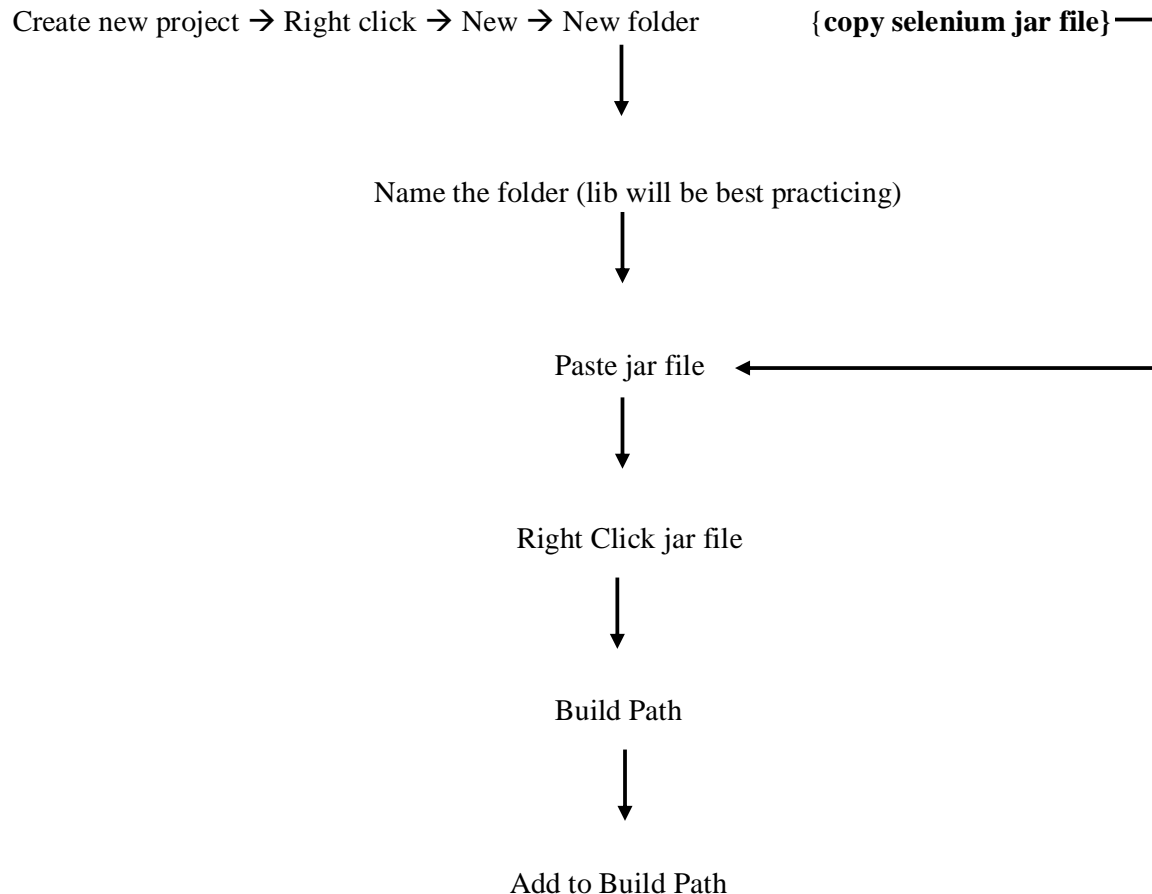 Create new project → Right click → New → New folder {copy selenium jar file}
Name the folder (lib will be best practicing)
Paste jar file
Right Click jar file
Build Path
Add to Build Path